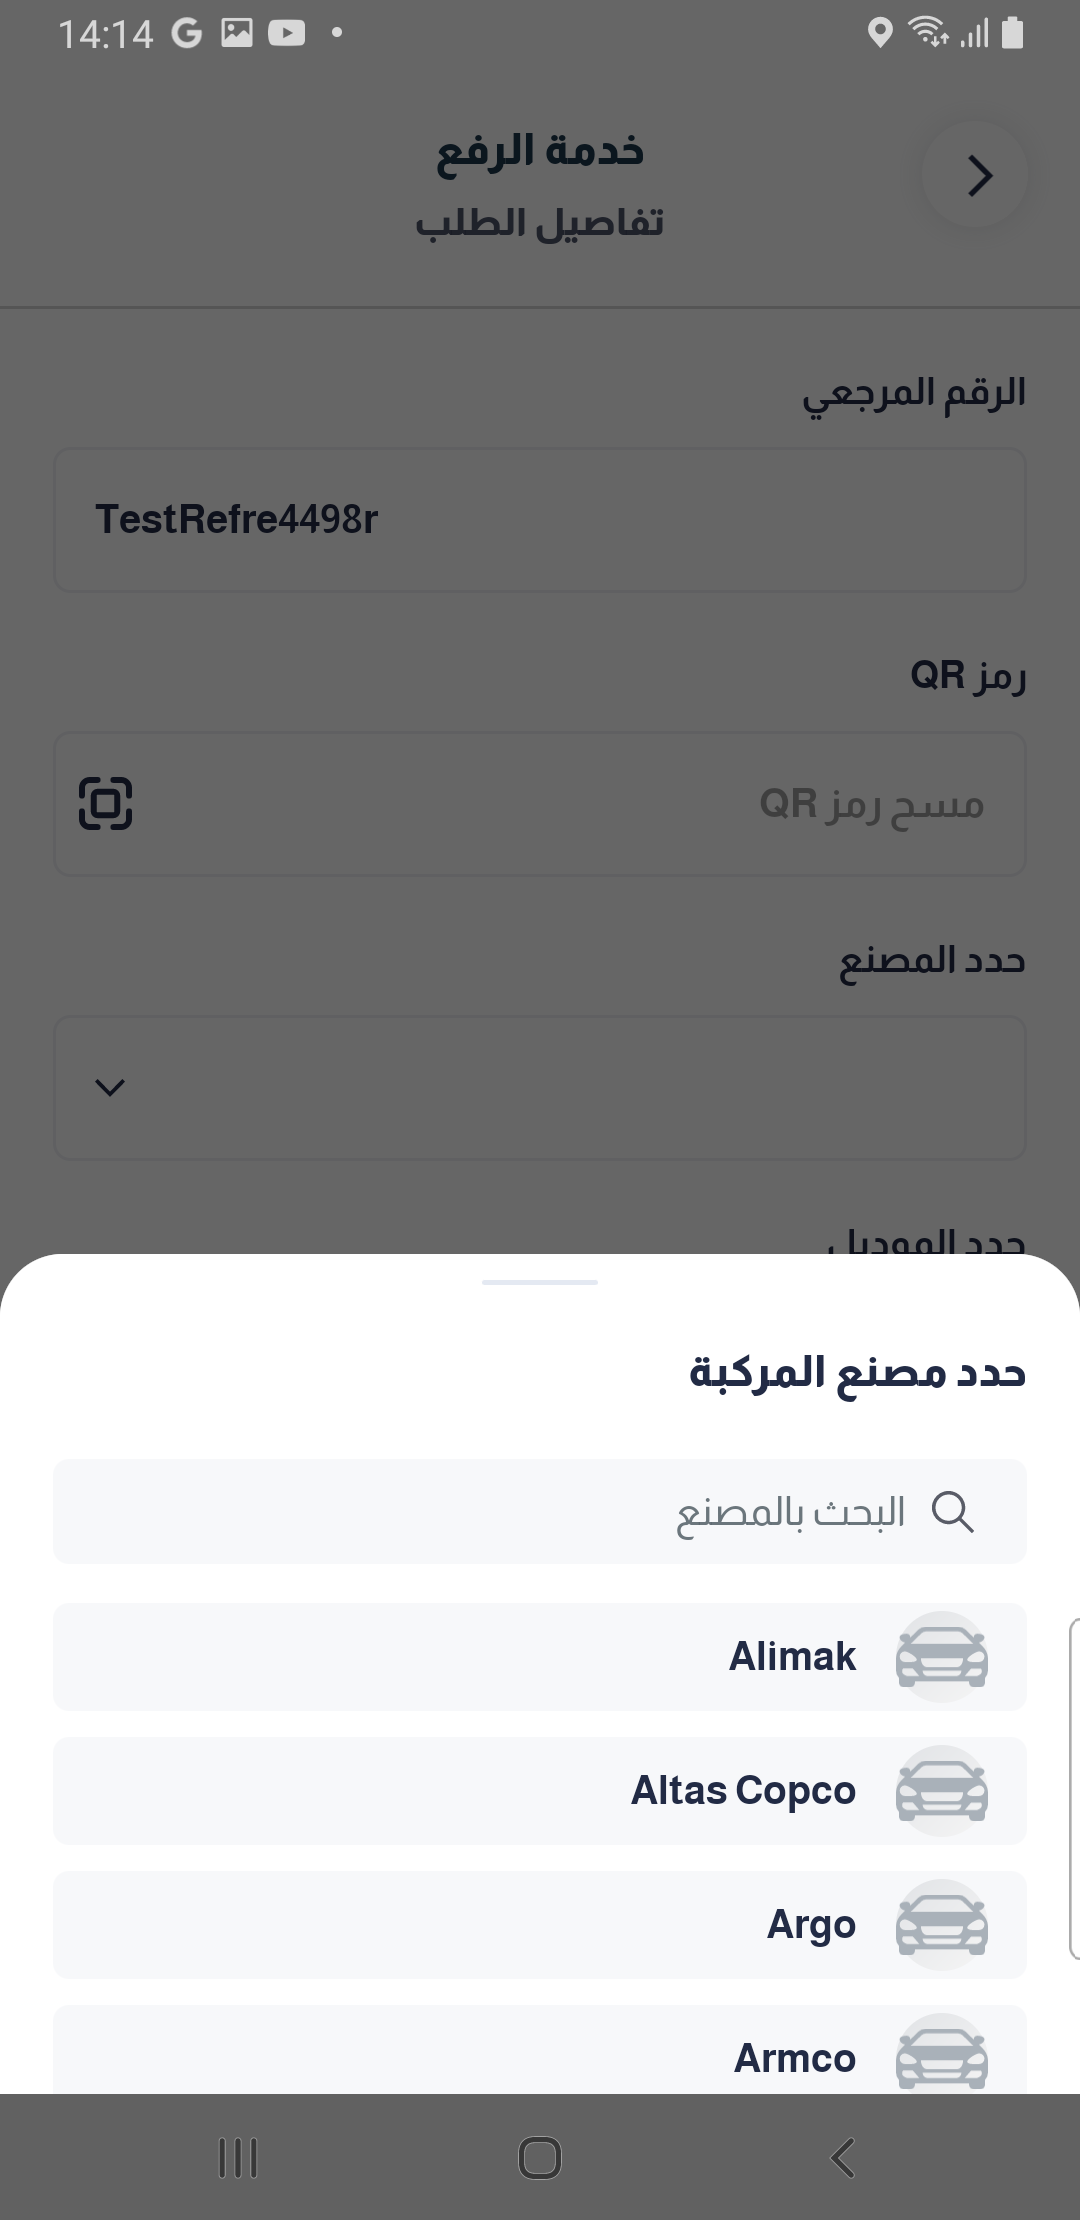 14:14
خدمة الرفع
تفاصيل الطلب
الرقم المرجعي
TestRefre4498r
رمز QR
مسح رمز QR
حدد المصنع
حدد الموديل
حدد مصنع المركبة
البحث بالمصنع
Alimak
Altas Copco
Argo
Armco